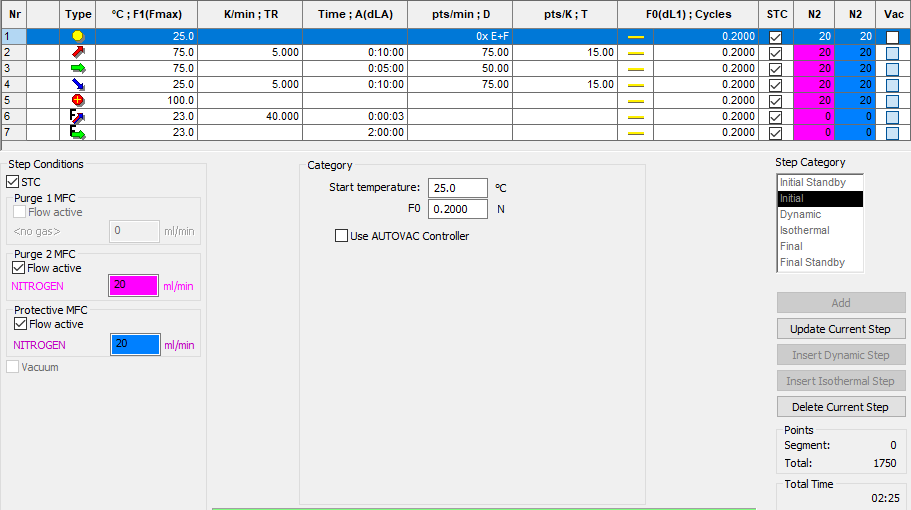 Nr Type °C ; F1(Fmax) K/min ; TR Time ; A(dLA) pts/min ; D pts/K ; T F0(dL1) ; Cycles STC N2 N2 Vac
1 25.0 0x E+F 0.2000 20 20
2 75.0 5.000 0:10:00 75.00 15.00 0.2000 20 20
3 75.0 0:05:00 50.00 0.2000 20 20
4 25.0 5.000 0:10:00 75.00 15.00 0.2000 20 20
5 100.0 0.2000 20 20
6 E 23.0 40.000 0:00:03 0.2000 0 0
7 E 23.0 2:00:00 0.2000 0 0
Step Conditions
STC
Purge 1 MFC
Flow active
<no gas> 0 ml/min
Purge 2 MFC
Flow active
NITROGEN 20 ml/min
Protective MFC
Flow active
NITROGEN 20 ml/min
Vacuum
Category
Start temperature: 25.0 °C
F0 0.2000 N
Use AUTOVAC Controller
Step Category
Initial Standby
Initial
Dynamic
Isothermal
Final
Final Standby
Add
Update Current Step
Insert Dynamic Step
Insert Isothermal Step
Delete Current Step
Points
Segment: 0
Total: 1750
Total Time
02:25